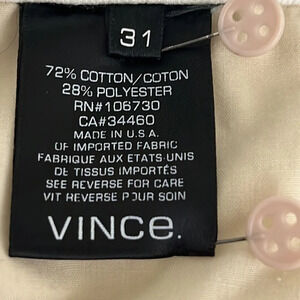 31
72% COTTON/COTON
28% POLYESTER
RN#106730
CA#34460
MADE IN U.S.A.
OF IMPORTED FABRIC
FABRIQUE AUX ETATS-UNIS
DE TISSUS IMPORTÉS
SEE REVERSE FOR CARE
VIT REVERSE POUR SOIN
VINCE.